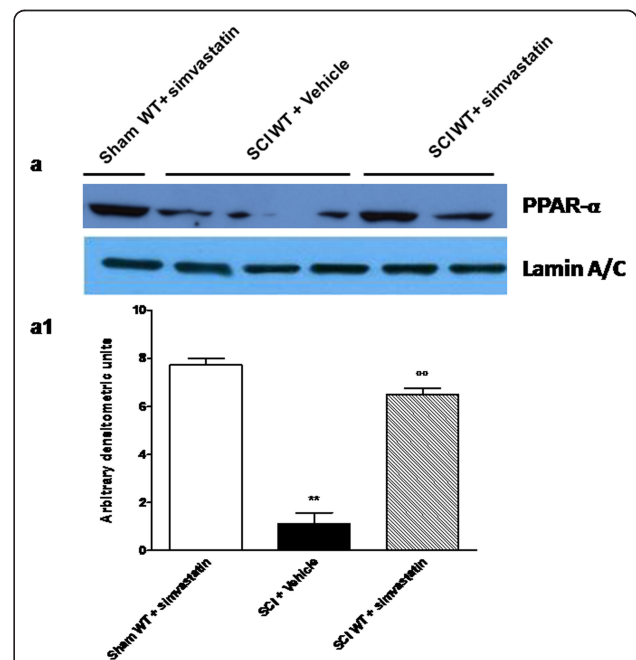 Sham WT+ simvastatin
SCI WT + Vehicle
SCI WT + simvastatin
a
PPAR-α
Lamin A/C
a1
Arbitrary densitometric units
10
8
6
4
2
0
**
°°
Sham WT + simvastatin
SCI + Vehicle
SCI WT + simvastatin